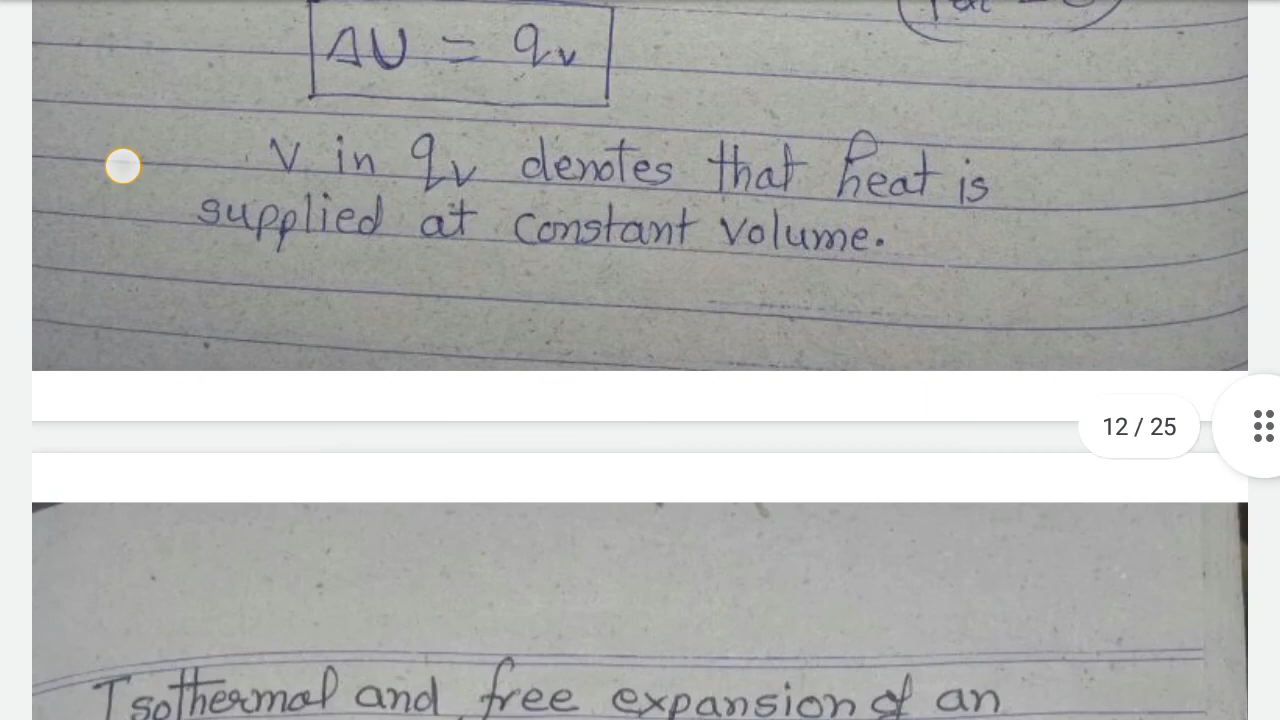 ΔU = qv
V in qv denotes that heat is
supplied at constant volume.
12 / 25
Isothermal and free expansion of an